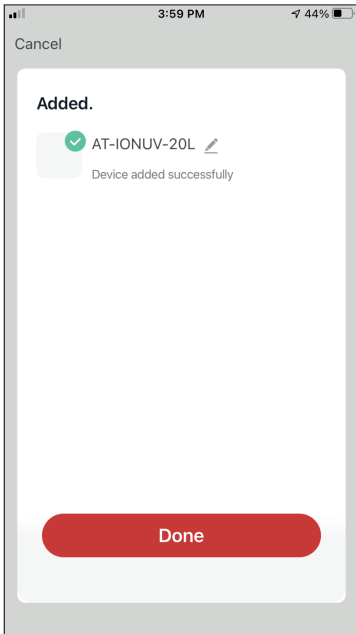 3:59 PM 44%
Cancel
Added.
AT-IONUV-20L
Device added successfully
Done